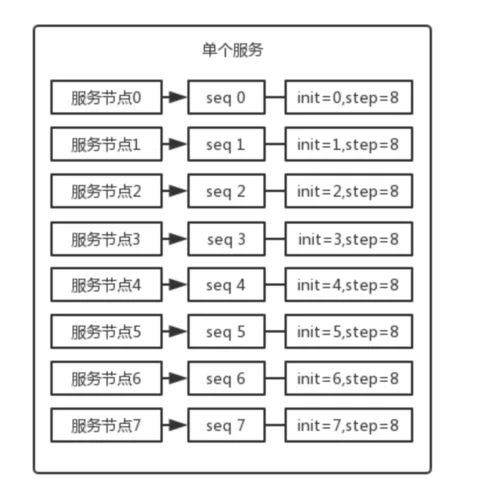 单个服务
服务节点0 seq 0 init=0,step=8
服务节点1 seq 1 init=1,step=8
服务节点2 seq 2 init=2,step=8
服务节点3 seq 3 init=3,step=8
服务节点4 seq 4 init=4,step=8
服务节点5 seq 5 init=5,step=8
服务节点6 seq 6 init=6,step=8
服务节点7 seq 7 init=7,step=8